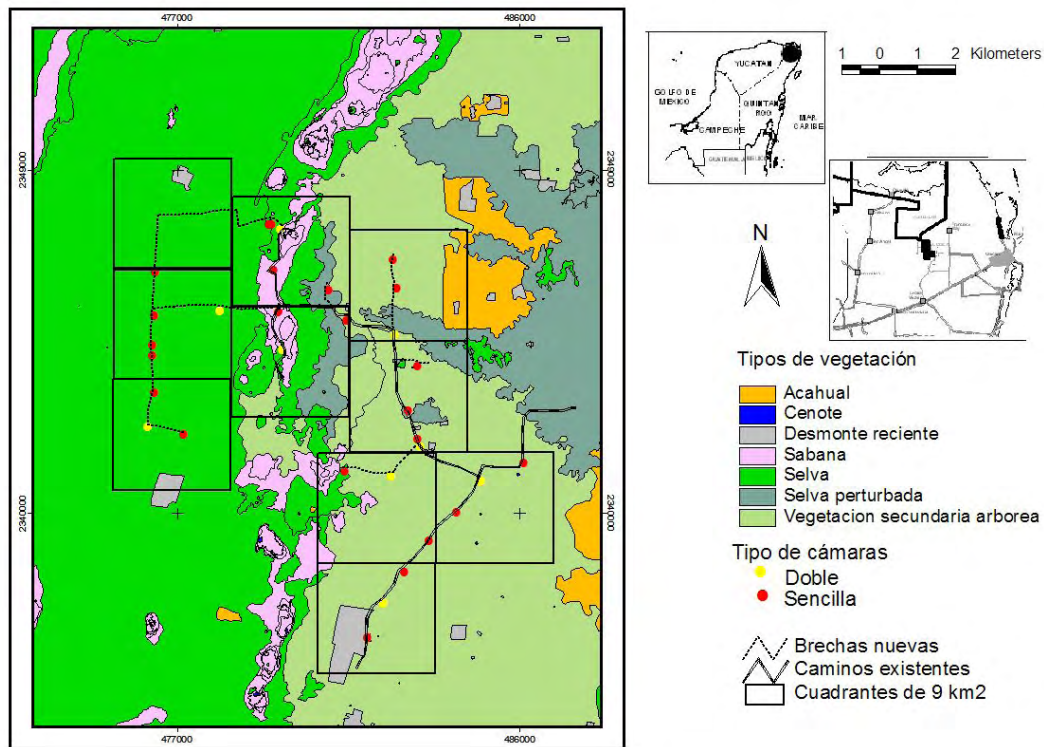 477000
486000
2349000
2349000
2340000
2340000
477000
486000
YUCATAN
GOLFO DE
MEXICO
QUINTANA
ROO
CAMPECHE
MAR
CARIBE
1 0 1 2 Kilometers
N
Tipos de vegetación
Acahual
Cenote
Desmonte reciente
Sabana
Selva
Selva perturbada
Vegetacion secundaria arborea
Tipo de cámaras
Doble
Sencilla
Brechas nuevas
Caminos existentes
Cuadrantes de 9 km2